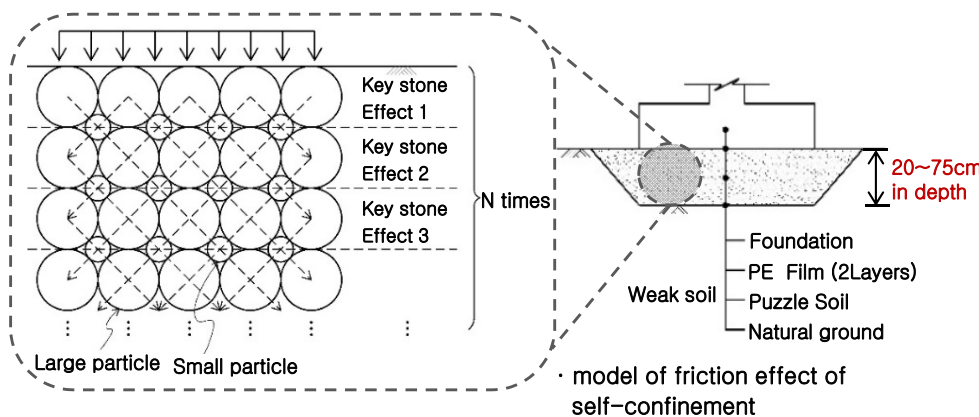 Key stone
Effect 1
Key stone
Effect 2
Key stone
Effect 3
N times
Large particle
Small particle
20~75cm
in depth
Foundation
PE Film (2Layers)
Weak soil
Puzzle Soil
Natural ground
· model of friction effect of
self-confinement